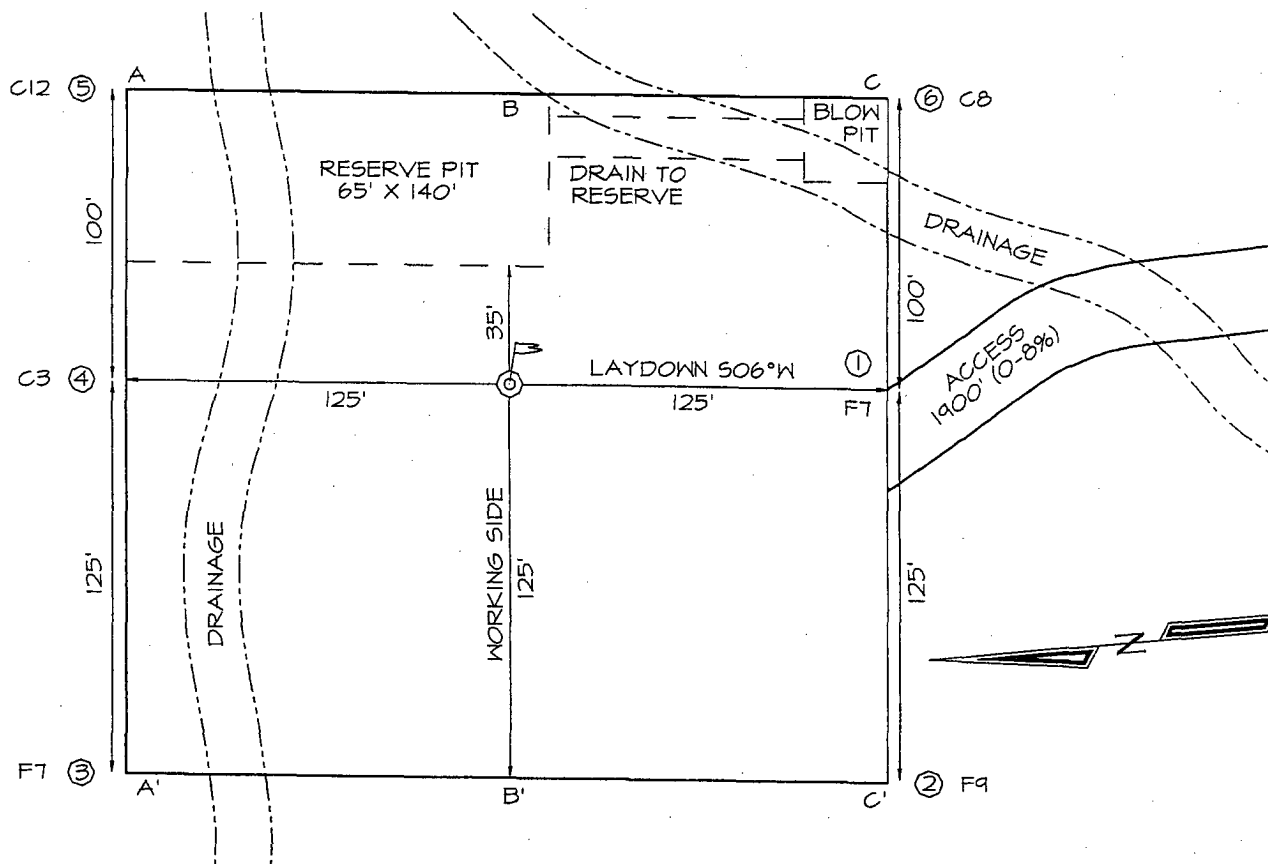 A
C12 ⑤
B
C
⑥ C8
BLOW
PIT
RESERVE PIT
65' X 140'
DRAIN TO
RESERVE
100'
DRAINAGE
35'
100'
ACCESS
1900' (0-8%)
C3 ④
LAYDOWN S06°W
①
125'
125'
F7
WORKING SIDE
125'
125'
125'
DRAINAGE
N
F7 ③
A'
B'
C'
② F9